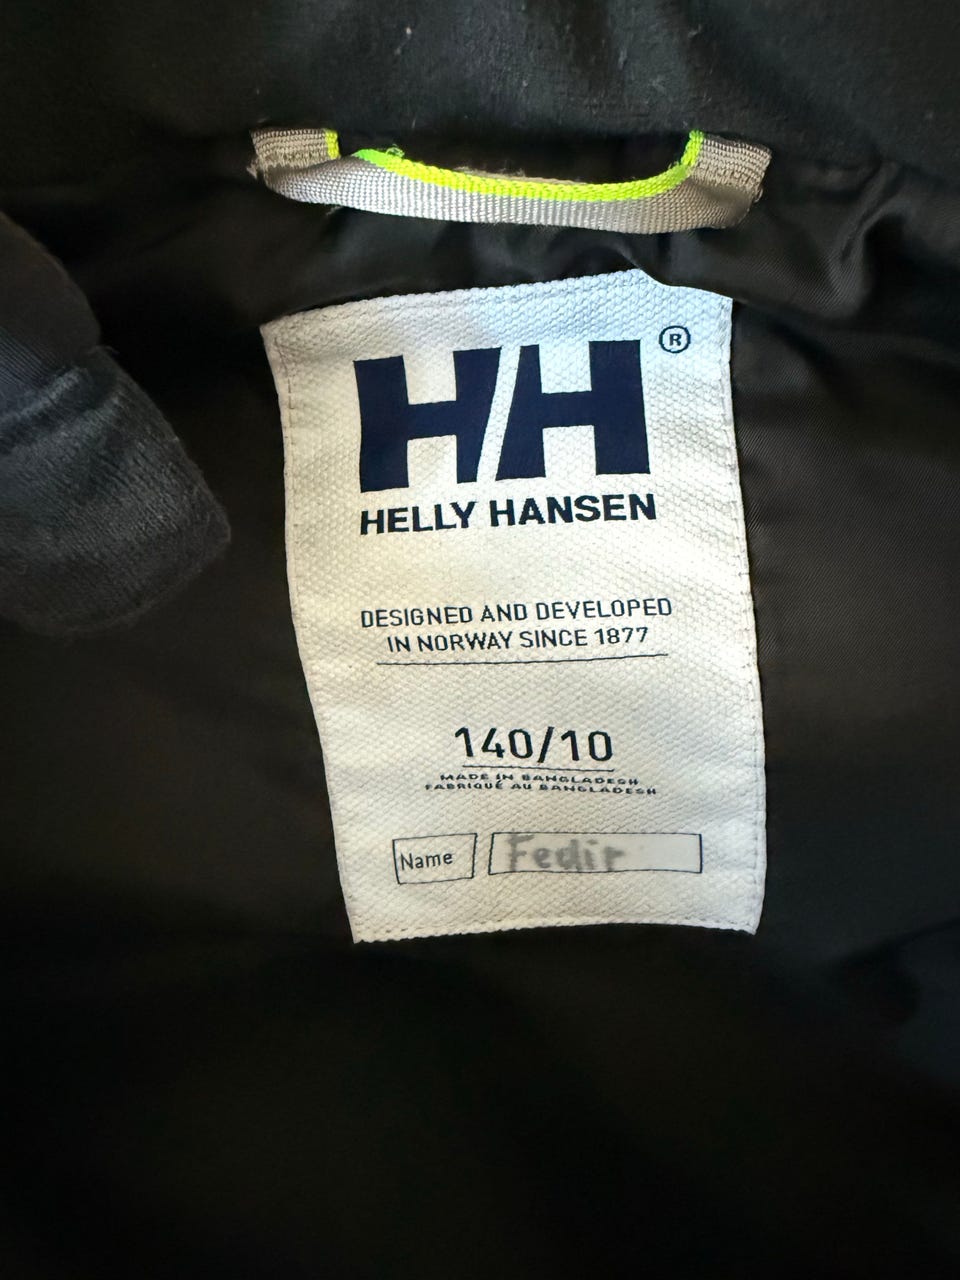 HH®
HELLY HANSEN
DESIGNED AND DEVELOPED
IN NORWAY SINCE 1877
140/10
MADE IN BANGLADESH
FABRIQUÉ AU BANGLADESH
Name Fedir